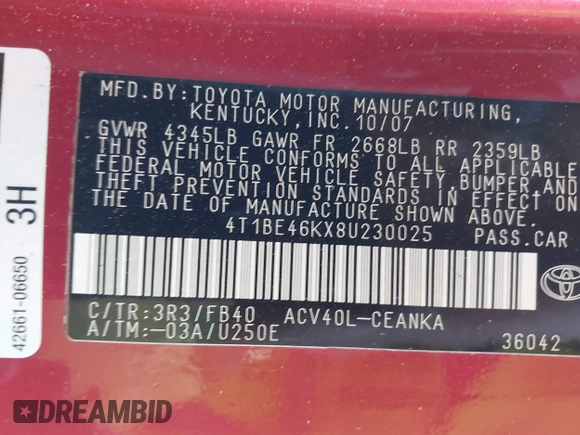 MFD.BY:TOYOTA MOTOR MANUFACTURING,
KENTUCKY, INC. 10/07
GVWR 4345LB GAWR FR 2668LB RR 2359LB
THIS VEHICLE CONFORMS TO ALL APPLICABLE
FEDERAL MOTOR VEHICLE SAFETY, BUMPER, AND
THEFT PREVENTION STANDARDS IN EFFECT ON
THE DATE OF MANUFACTURE SHOWN ABOVE.
4T1BE46KX8U230025 PASS.CAR
C/TR:3R3/FB40 ACV40L-CEANKA
A/TM:-03A/U250E 36042
3H
42661-06650
DREAMBID